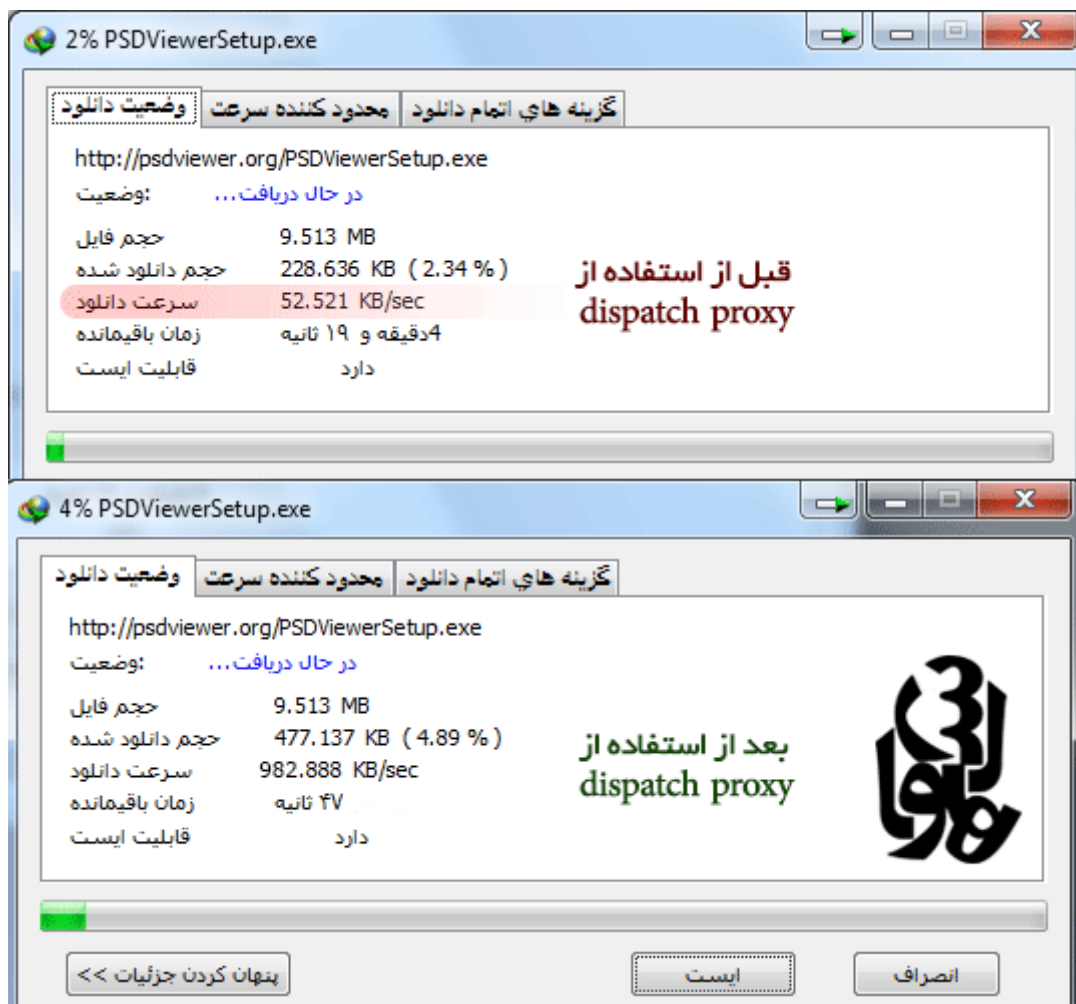 2% PSDViewerSetup.exe
وضعیت دانلود محدود کننده سرعت گزینه هاي اتمام دانلود
http://psdviewer.org/PSDViewerSetup.exe
وضعیت: در حال دریافت...
حجم فایل 9.513 MB
حجم دانلود شده 228.636 KB ( 2.34 % )
سرعت دانلود 52.521 KB/sec
زمان باقیمانده 4دقیقه و ۱۹ ثانیه
قابلیت ایست دارد
قبل از استفاده از
dispatch proxy
4% PSDViewerSetup.exe
وضعیت دانلود محدود کننده سرعت گزینه هاي اتمام دانلود
http://psdviewer.org/PSDViewerSetup.exe
وضعیت: در حال دریافت...
حجم فایل 9.513 MB
حجم دانلود شده 477.137 KB ( 4.89 % )
سرعت دانلود 982.888 KB/sec
زمان باقیمانده ۴۷ ثانیه
قابلیت ایست دارد
بعد از استفاده از
dispatch proxy
پنهان کردن جزئیات >> ایست انصراف